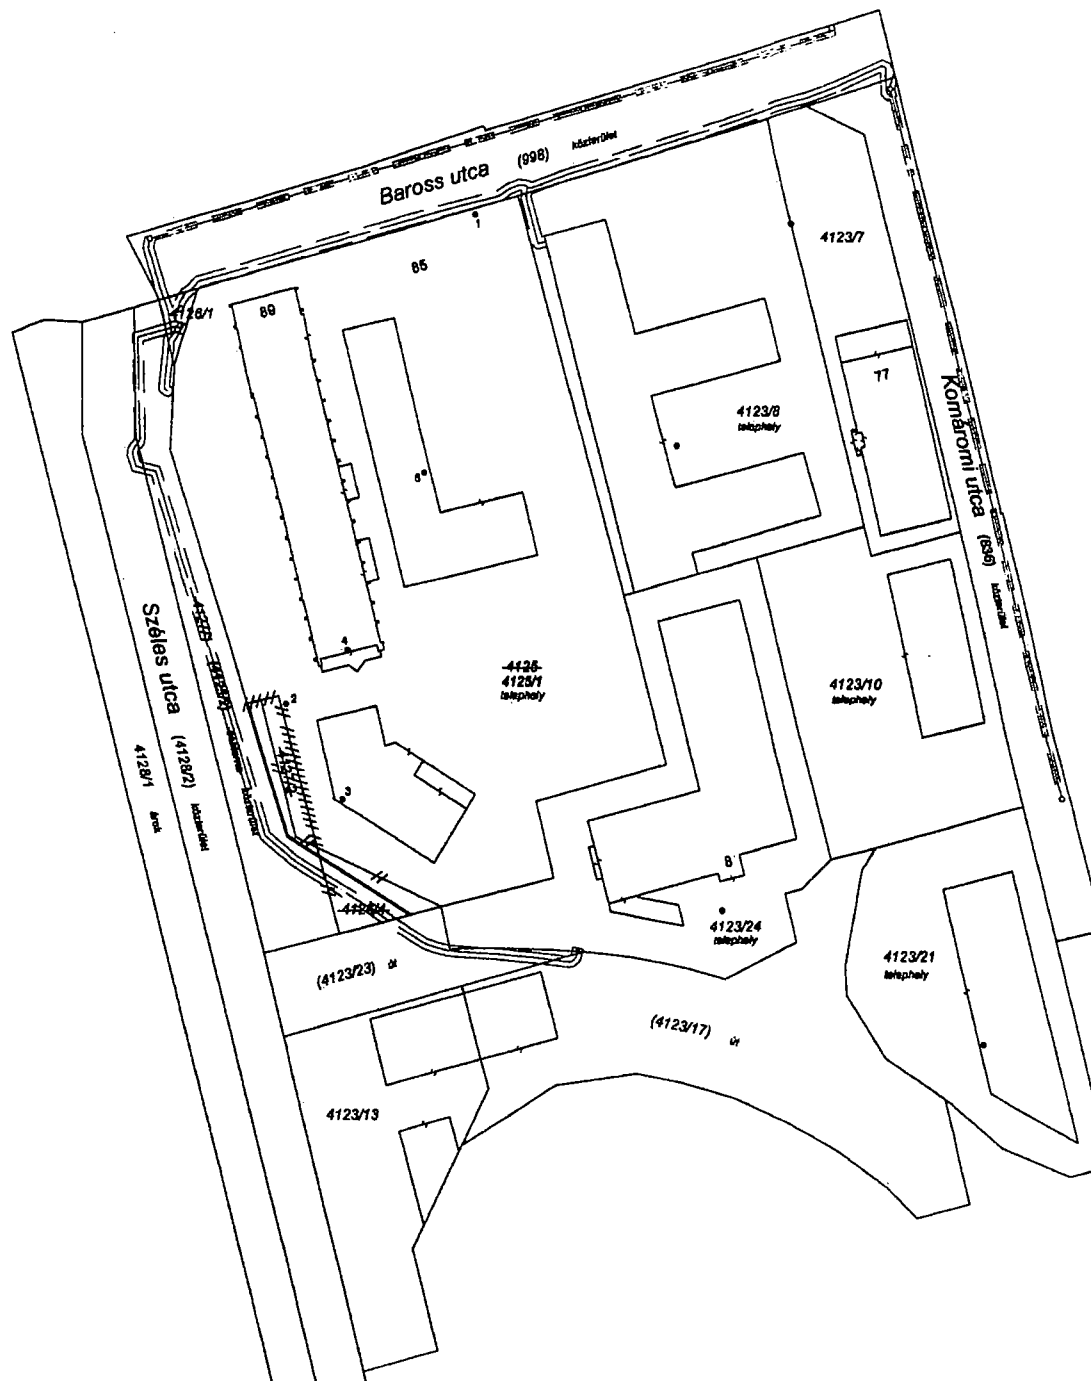 Baross utca (998) közterület
1
85
89
4126/1
4123/7
77
4123/8
telephely
Komáromi utca (836) közterület
6
4
4125
4125/1
telephely
4123/10
telephely
Széles utca (4128/2) közterület
4128/1 árok
2
3
8
4123/24
telephely
4123/21
telephely
(4123/23) út
(4123/17) út
4123/13